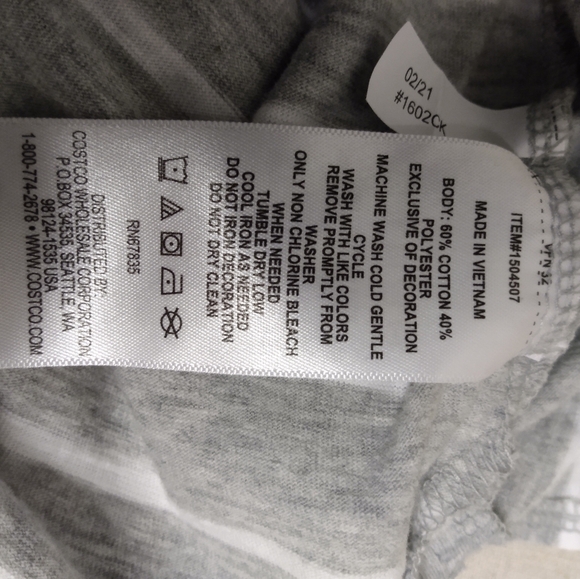 02/21
#1602CK
ITEM#1504507
MADE IN VIETNAM
BODY: 60% COTTON 40%
POLYESTER
EXCLUSIVE OF DECORATION
MACHINE WASH COLD GENTLE
CYCLE
WASH WITH LIKE COLORS
REMOVE PROMPTLY FROM
WASHER
ONLY NON CHLORINE BLEACH
WHEN NEEDED
TUMBLE DRY LOW
COOL IRON AS NEEDED
DO NOT IRON DECORATION
DO NOT DRY CLEAN
RN67835
DISTRIBUTED BY:
COSTCO WHOLESALE CORPORATION
P.O.BOX 34535, SEATTLE, WA
98124-1535 USA
1-800-774-2678 • WWW.COSTCO.COM